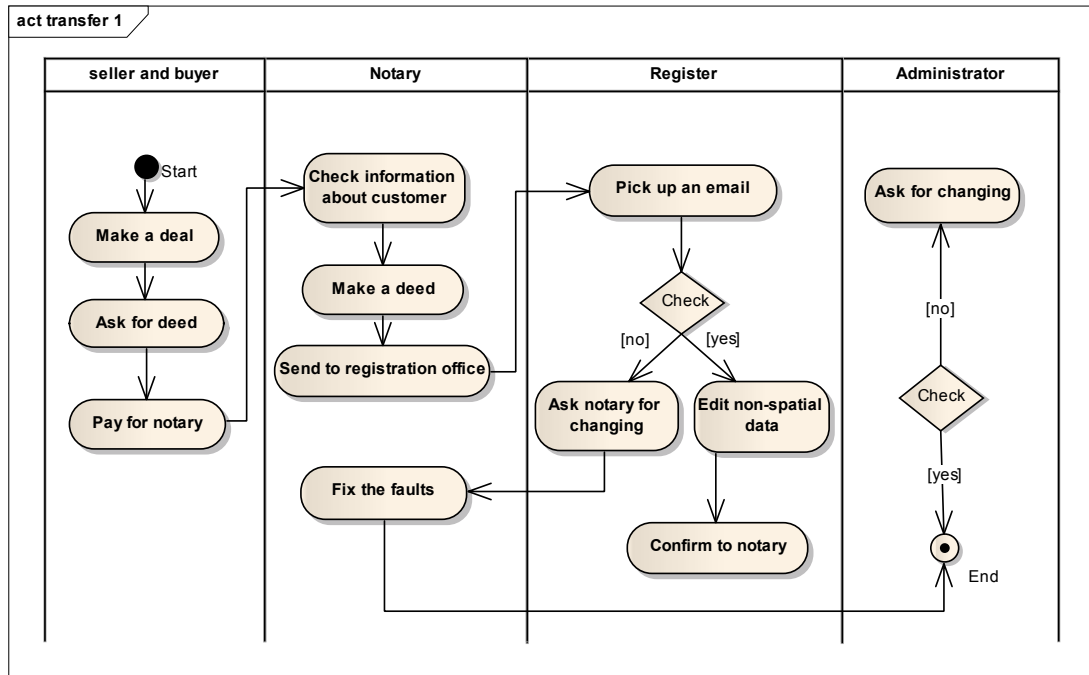 act transfer 1
seller and buyer
Notary
Register
Administrator
Start
Make a deal
Ask for deed
Pay for notary
Check information
about customer
Make a deed
Send to registration office
Fix the faults
Pick up an email
Check
[no]
[yes]
Ask notary for
changing
Edit non-spatial
data
Confirm to notary
Ask for changing
[no]
Check
[yes]
End